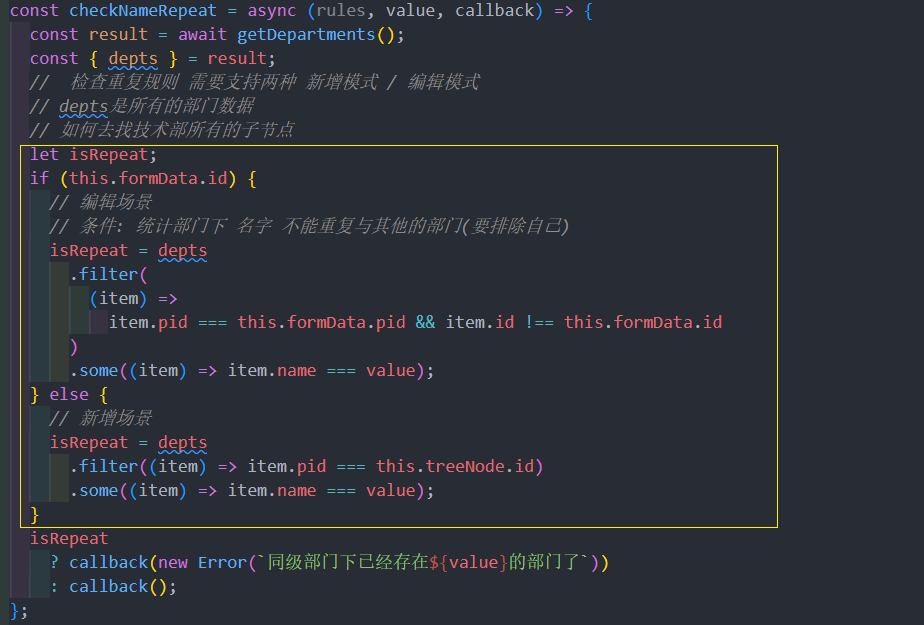 const checkNameRepeat = async (rules, value, callback) => {
const result = await getDepartments();
const { depts } = result;
//  检查重复规则 需要支持两种 新增模式 / 编辑模式
// depts是所有的部门数据
// 如何去找技术部所有的子节点
let isRepeat;
if (this.formData.id) {
// 编辑场景
// 条件: 统计部门下 名字 不能重复与其他的部门(要排除自己)
isRepeat = depts
.filter(
(item) =>
item.pid === this.formData.pid && item.id !== this.formData.id
)
.some((item) => item.name === value);
} else {
// 新增场景
isRepeat = depts
.filter((item) => item.pid === this.treeNode.id)
.some((item) => item.name === value);
}
isRepeat
? callback(new Error(`同级部门下已经存在${value}的部门了`))
: callback();
};